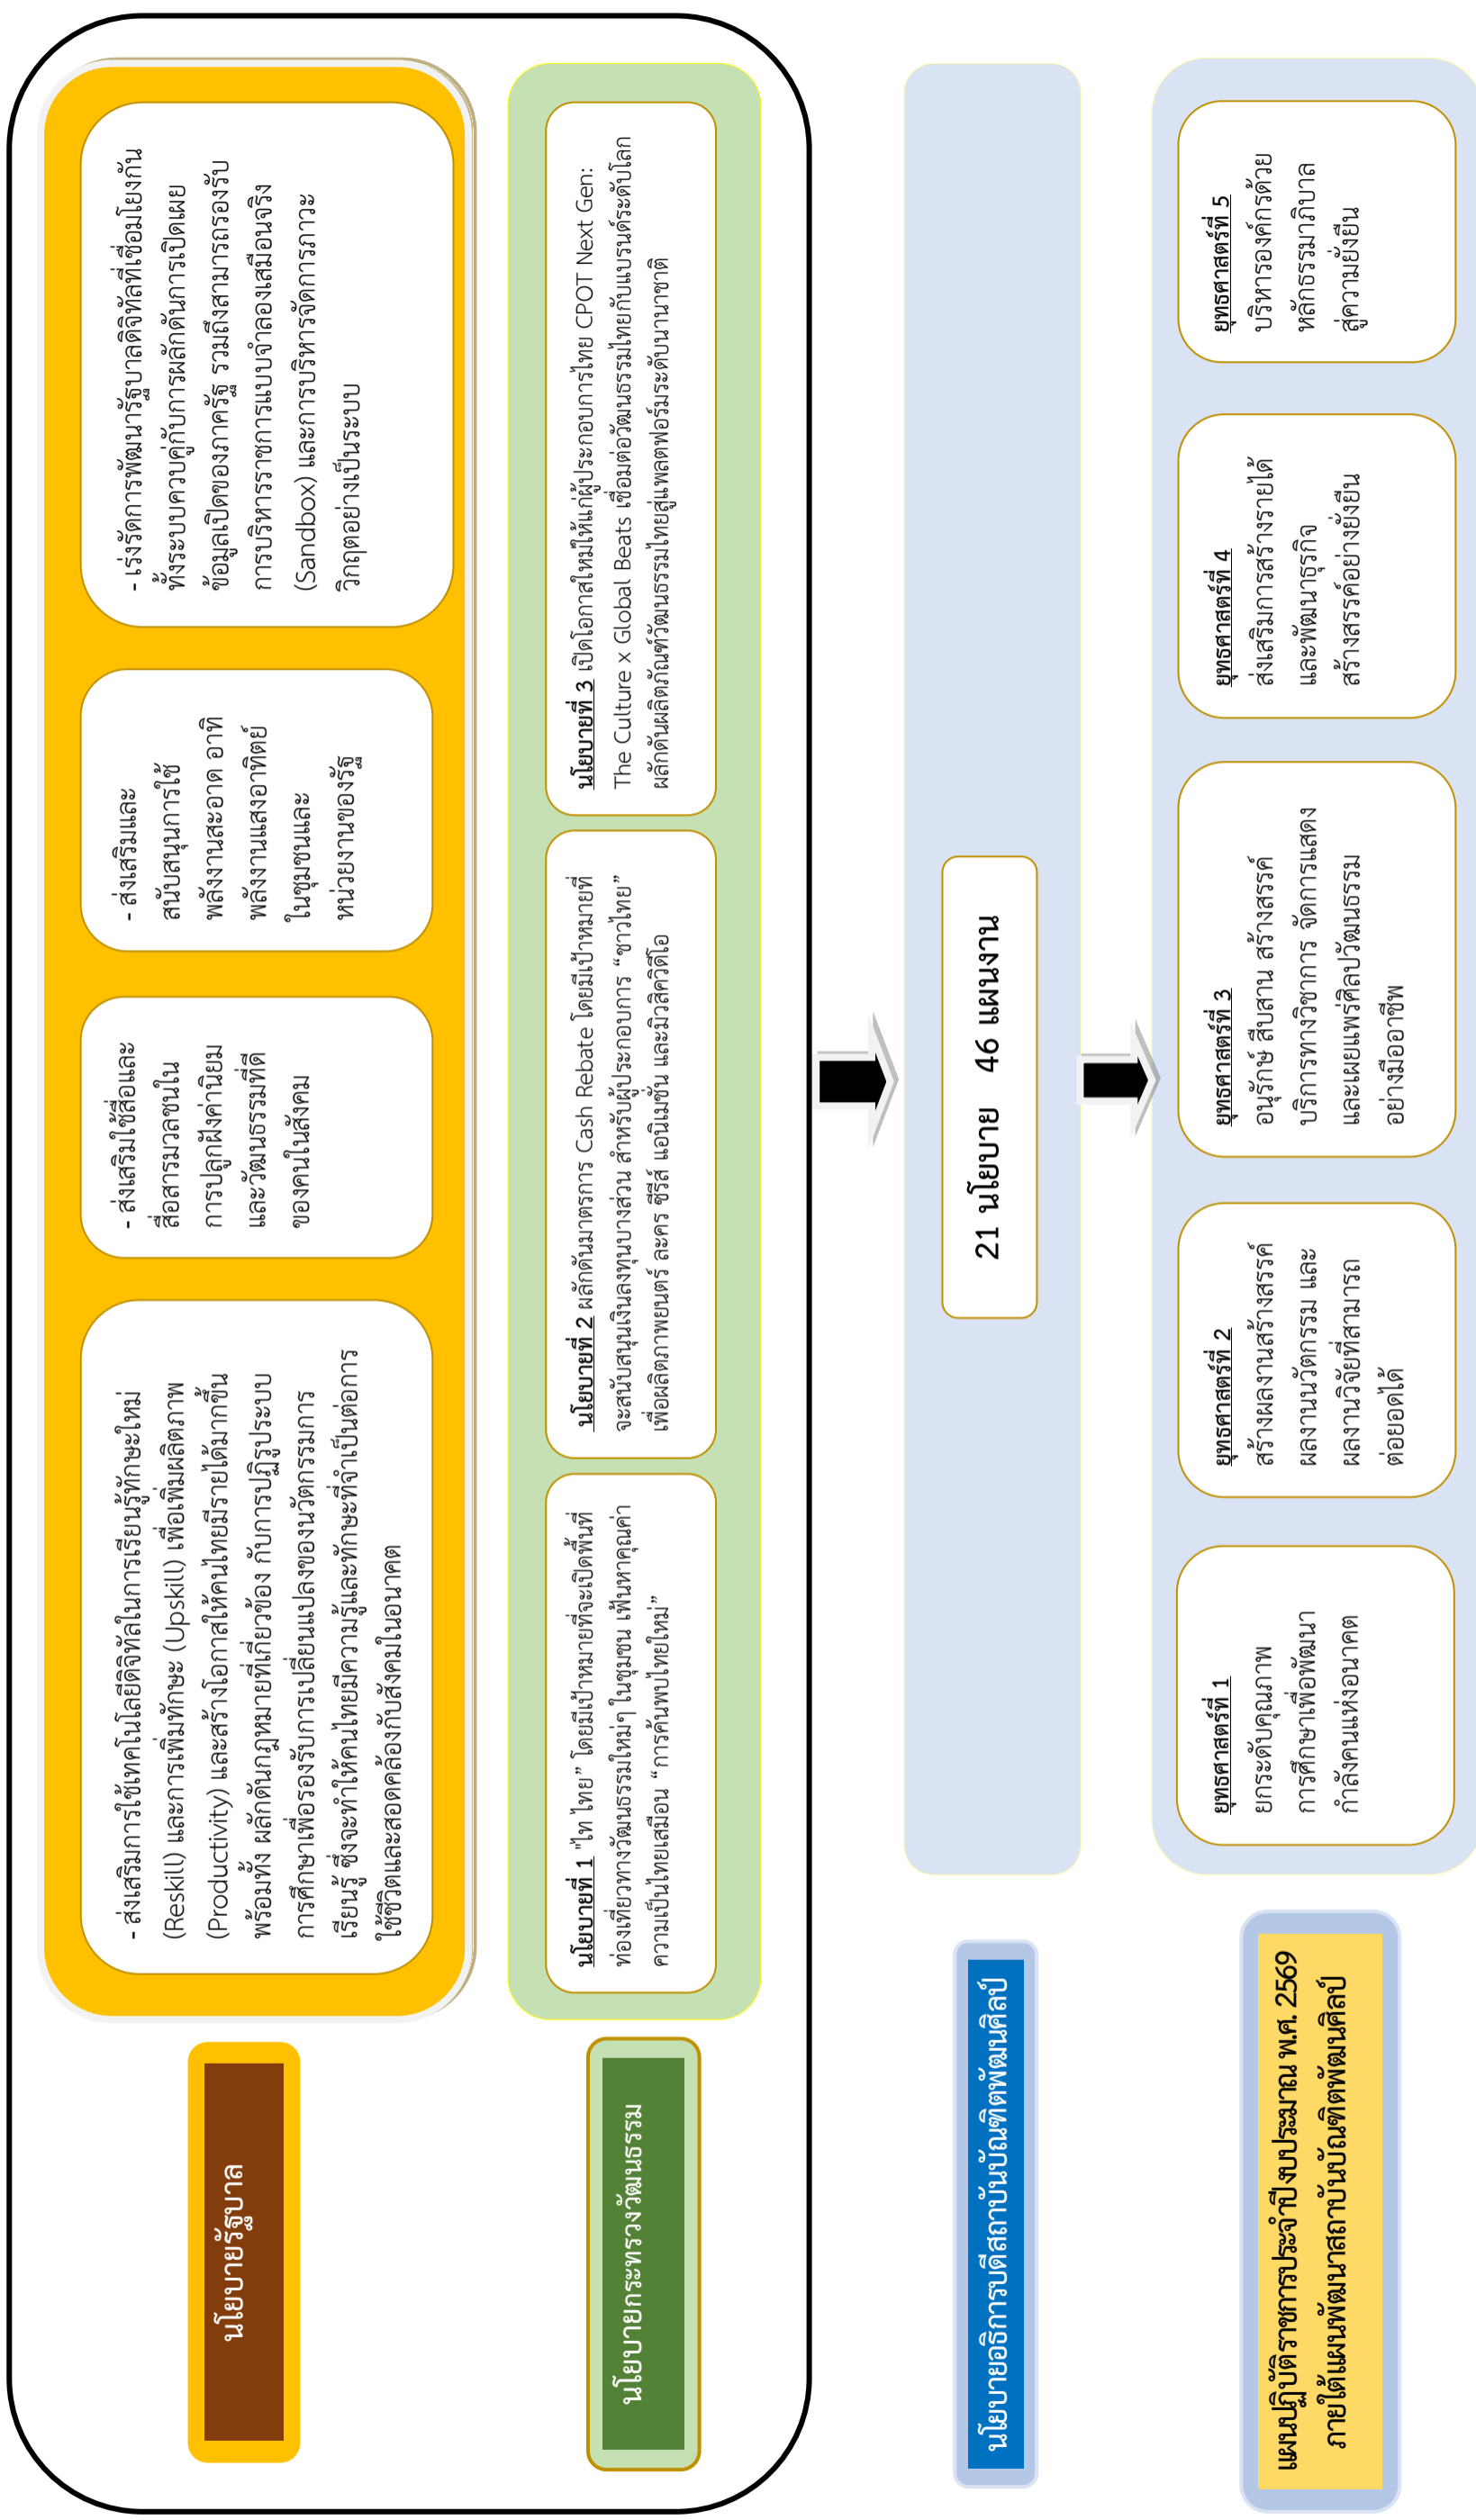 นโยบายรัฐบาล
- ส่งเสริมการใช้เทคโนโลยีดิจิทัลในการเรียนรู้ทักษะใหม่
(Reskill) และการเพิ่มทักษะ (Upskill) เพื่อเพิ่มผลิตภาพ
(Productivity) และสร้างโอกาสให้คนไทยมีรายได้มากขึ้น
พร้อมทั้ง ผลักดันกฎหมายที่เกี่ยวข้อง กับการปฏิรูประบบ
การศึกษาเพื่อรองรับการเปลี่ยนแปลงของนวัตกรรมการ
เรียนรู้ ซึ่งจะทำให้คนไทยมีความรู้และทักษะที่จำเป็นต่อการ
ใช้ชีวิตและสอดคล้องกับสังคมในอนาคต
- ส่งเสริมใช้สื่อและ
สื่อสารมวลชนใน
การปลูกฝังค่านิยม
และวัฒนธรรมที่ดี
ของคนในสังคม
- ส่งเสริมและ
สนับสนุนการใช้
พลังงานสะอาด อาทิ
พลังงานแสงอาทิตย์
ในชุมชนและ
หน่วยงานของรัฐ
- เร่งรัดการพัฒนารัฐบาลดิจิทัลที่เชื่อมโยงกัน
ทั้งระบบควบคู่กับการผลักดันการเปิดเผย
ข้อมูลเปิดของภาครัฐ รวมถึงสามารถรองรับ
การบริหารราชการแบบจำลองเสมือนจริง
(Sandbox) และการบริหารจัดการภาวะ
วิกฤตอย่างเป็นระบบ
นโยบายกระทรวงวัฒนธรรม
นโยบายที่ 1 "ไท ไทย” โดยมีเป้าหมายที่จะเปิดพื้นที่
ท่องเที่ยวทางวัฒนธรรมใหม่ๆ ในชุมชน เฟ้นหาคุณค่า
ความเป็นไทยเสมือน “การค้นพบไทยใหม่”
นโยบายที่ 2 ผลักดันมาตรการ Cash Rebate โดยมีเป้าหมายที่
จะสนับสนุนเงินลงทุนบางส่วน สำหรับผู้ประกอบการ “ชาวไทย”
เพื่อผลิตภาพยนตร์ ละคร ซีรีส์ แอนิเมชั่น และมิวสิควิดีโอ
นโยบายที่ 3 เปิดโอกาสใหม่ให้แก่ผู้ประกอบการไทย CPOT Next Gen:
The Culture x Global Beats เชื่อมต่อวัฒนธรรมไทยกับแบรนด์ระดับโลก
ผลักดันผลิตภัณฑ์วัฒนธรรมไทยสู่แพลตฟอร์มระดับนานาชาติ
นโยบายอธิการบดีสถาบันบัณฑิตพัฒนศิลป์
21 นโยบาย 46 แผนงาน
แผนปฏิบัติราชการประจำปีงบประมาณ พ.ศ. 2569
ภายใต้แผนพัฒนาสถาบันบัณฑิตพัฒนศิลป์
ยุทธศาสตร์ที่ 1
ยกระดับคุณภาพ
การศึกษาเพื่อพัฒนา
กำลังคนแห่งอนาคต
ยุทธศาสตร์ที่ 2
สร้างผลงานสร้างสรรค์
ผลงานนวัตกรรม และ
ผลงานวิจัยที่สามารถ
ต่อยอดได้
ยุทธศาสตร์ที่ 3
อนุรักษ์ สืบสาน สร้างสรรค์
บริการทางวิชาการ จัดการแสดง
และเผยแพร่ศิลปวัฒนธรรม
อย่างมืออาชีพ
ยุทธศาสตร์ที่ 4
ส่งเสริมการสร้างรายได้
และพัฒนาธุรกิจ
สร้างสรรค์อย่างยั่งยืน
ยุทธศาสตร์ที่ 5
บริหารองค์กรด้วย
หลักธรรมาภิบาล
สู่ความยั่งยืน